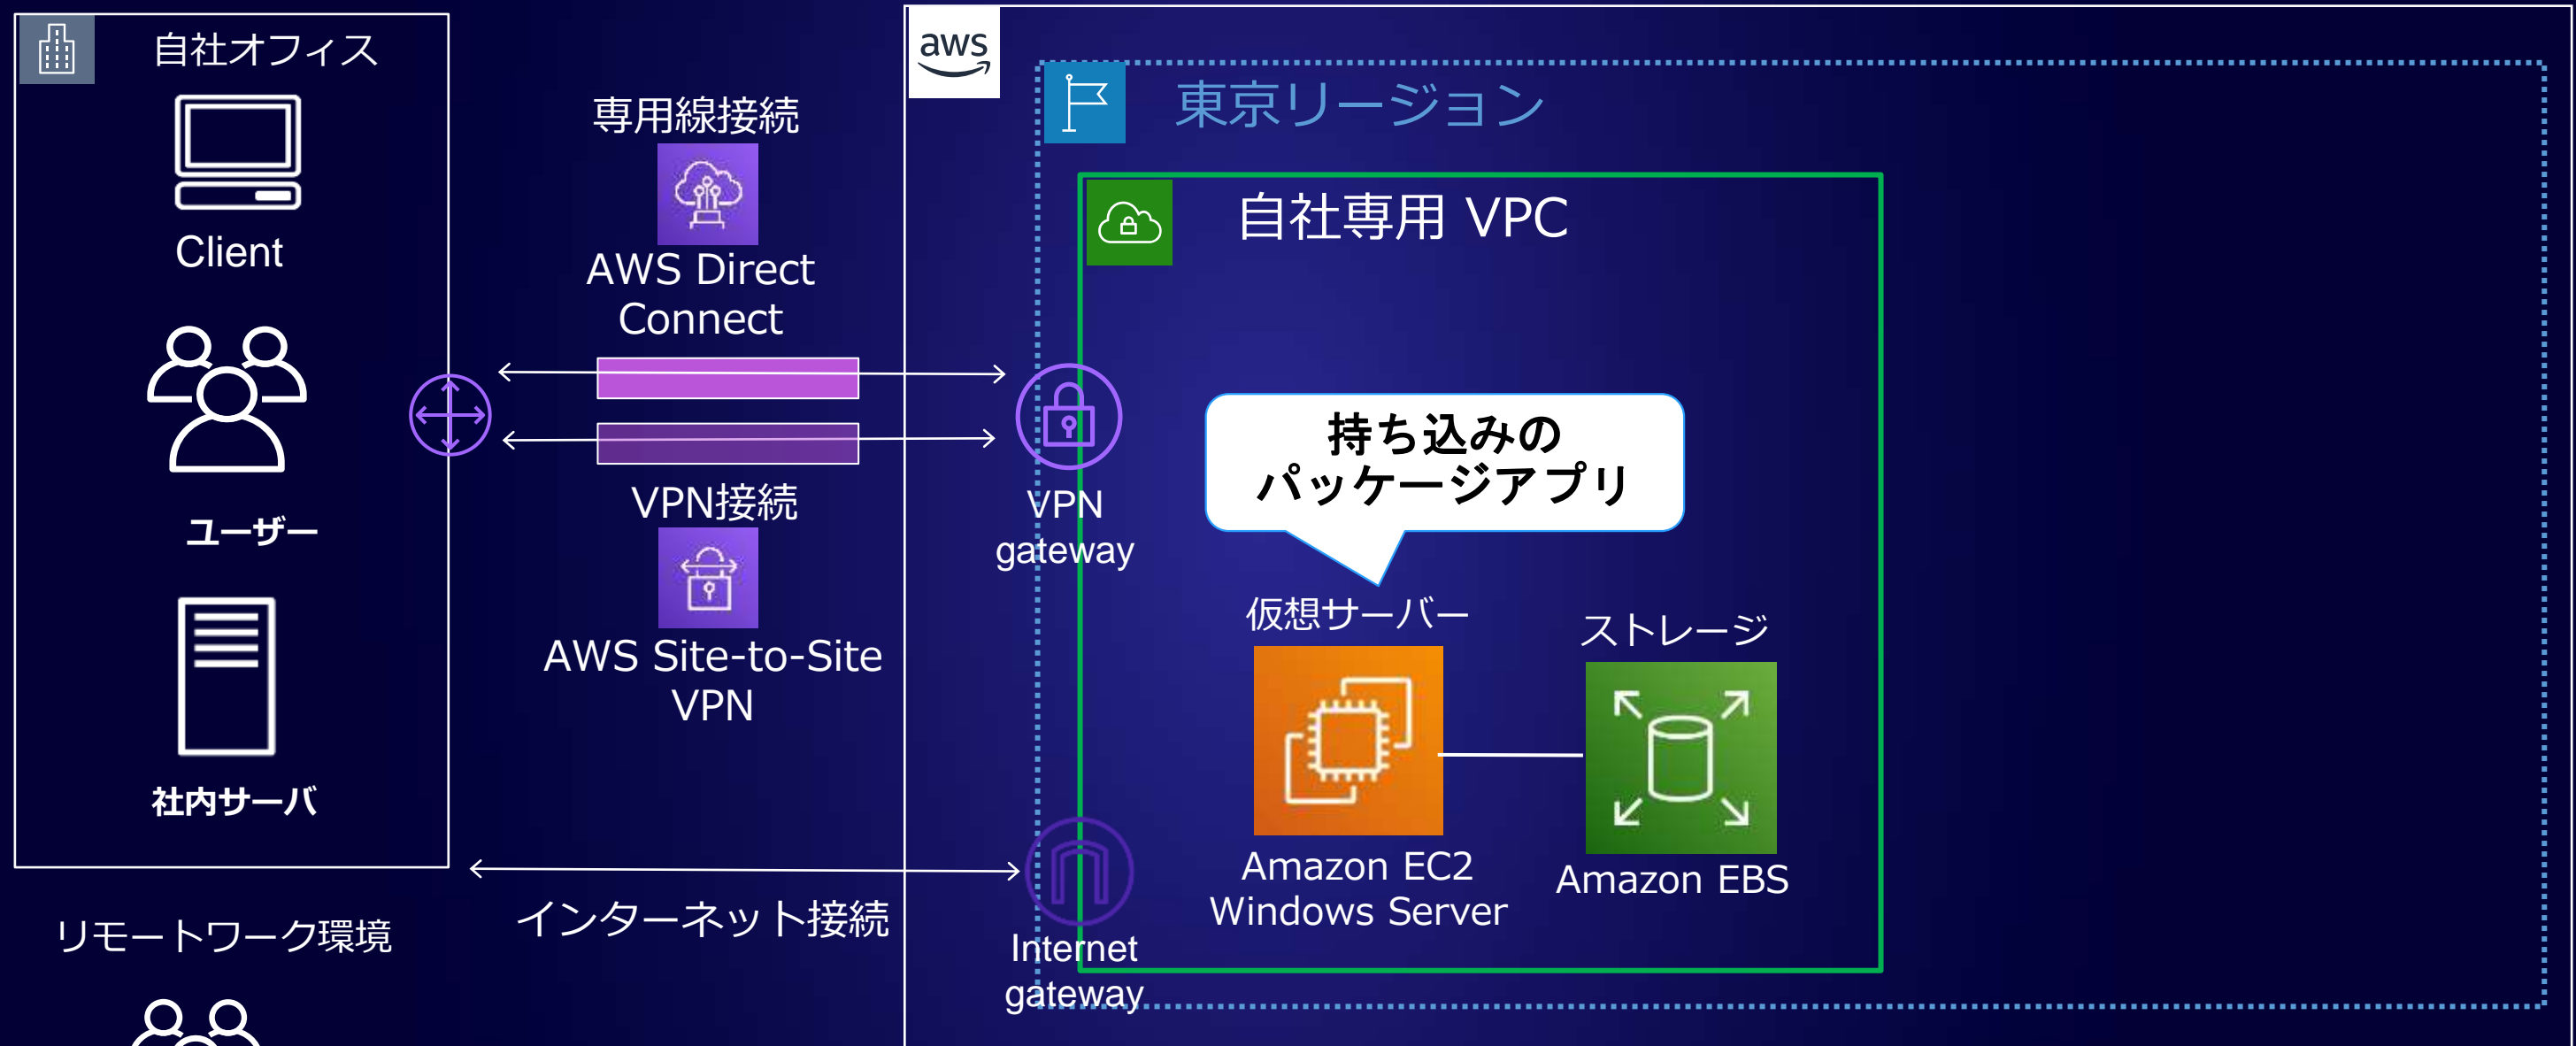 自社オフィス
Client
ユーザー
社内サーバ
リモートワーク環境
専用線接続
AWS Direct
Connect
VPN接続
AWS Site-to-Site
VPN
インターネット接続
aws
東京リージョン
自社専用 VPC
VPN
gateway
持ち込みの
パッケージアプリ
仮想サーバー
Amazon EC2
Windows Server
ストレージ
Amazon EBS
Internet
gateway